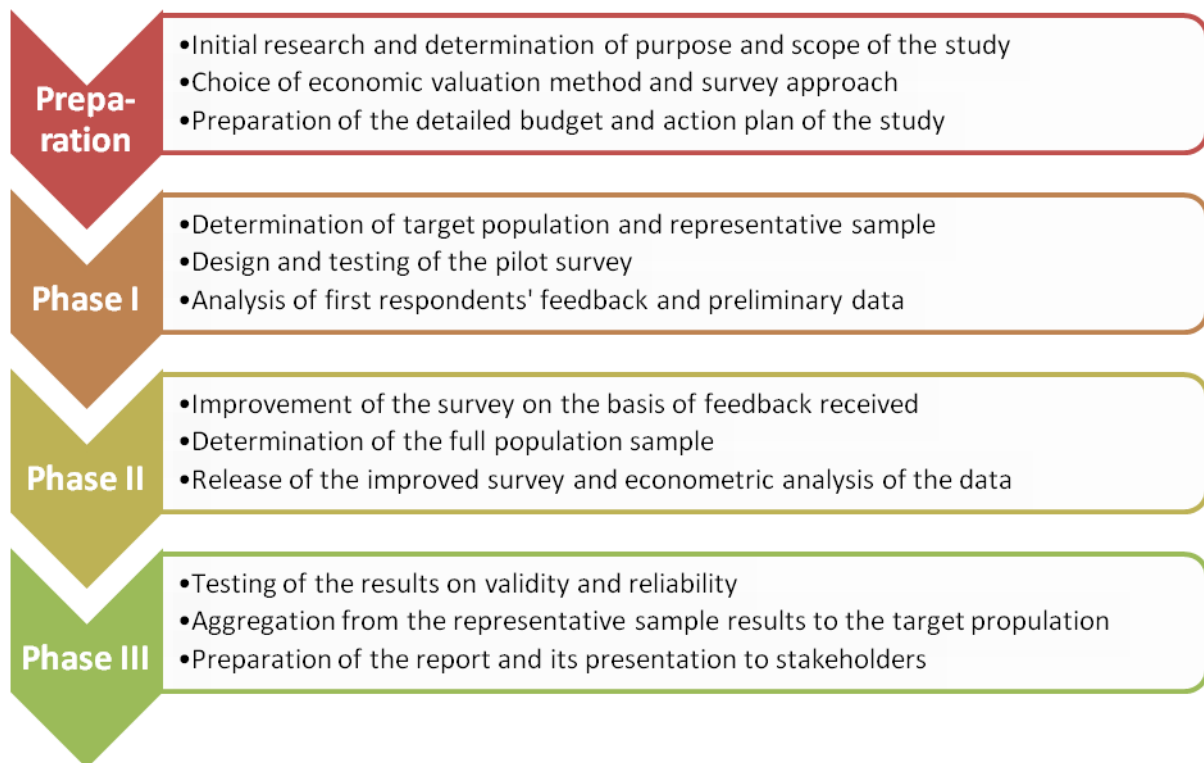 Prepa-
ration
•Initial research and determination of purpose and scope of the study
•Choice of economic valuation method and survey approach
•Preparation of the detailed budget and action plan of the study
Phase I
•Determination of target population and representative sample
•Design and testing of the pilot survey
•Analysis of first respondents' feedback and preliminary data
Phase II
•Improvement of the survey on the basis of feedback received
•Determination of the full population sample
•Release of the improved survey and econometric analysis of the data
Phase III
•Testing of the results on validity and reliability
•Aggregation from the representative sample results to the target propulation
•Preparation of the report and its presentation to stakeholders